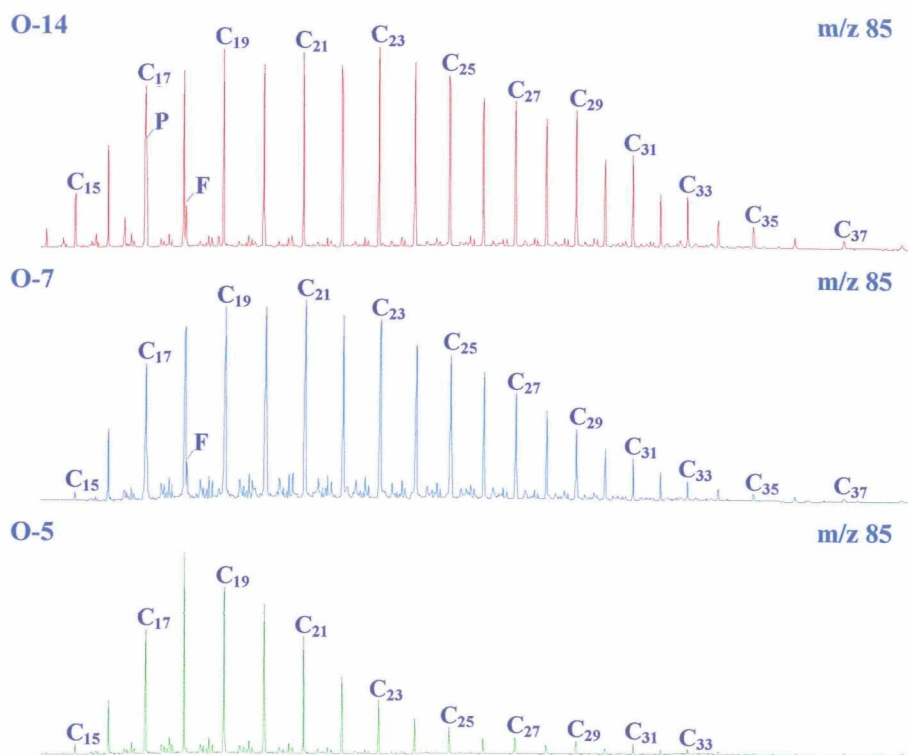 O-14 m/z 85
C19 C21 C23
C17 C25
P C27 C29
C15 F C31
C33
C35 C37
O-7 m/z 85
C19 C21 C23
C17 C25
C27
F C29
C15 C31
C33 C35 C37
O-5 m/z 85
C19
C17 C21
C23
C15 C25 C27 C29 C31 C33